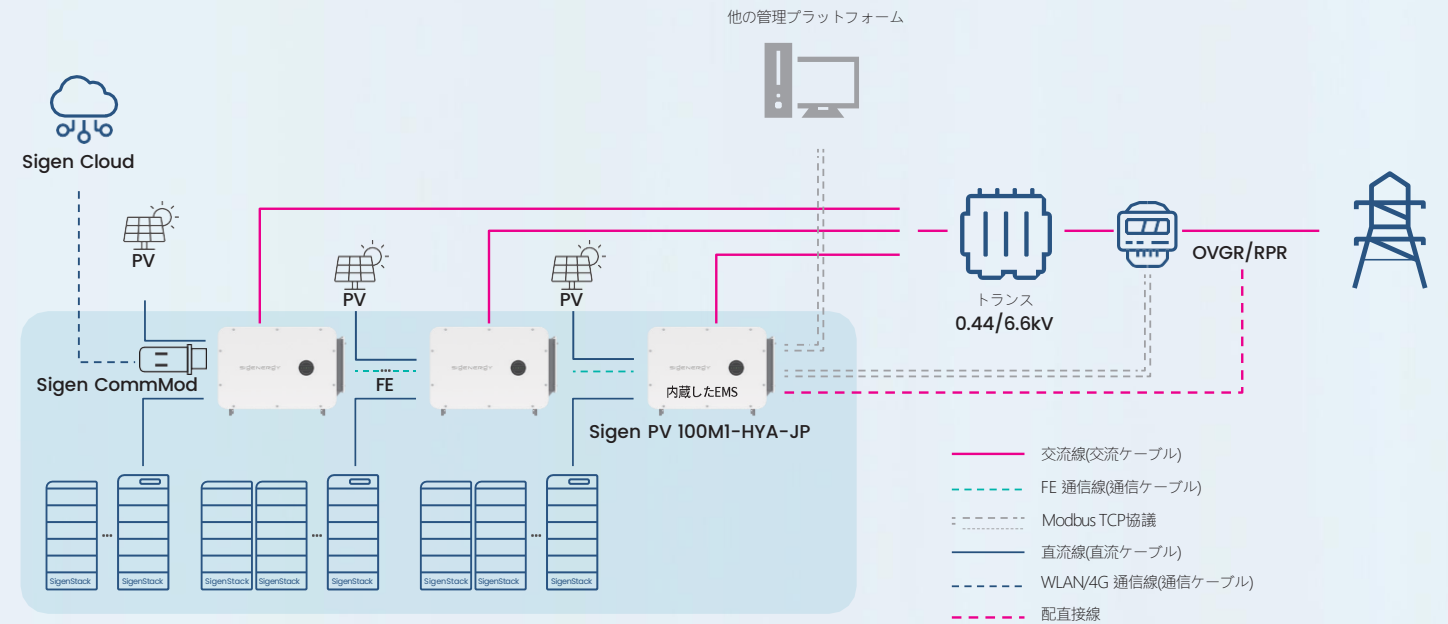 他の管理プラットフォーム
Sigen Cloud
PV
PV
PV
OVGR/RPR
トランス
0.44/6.6kV
Sigen CommMod
SIGENERGY
FE
SIGENERGY
SIGENERGY
内蔵したEMS
Sigen PV 100M1-HYA-JP
交流線(交流ケーブル)
FE 通信線(通信ケーブル)
Modbus TCP協議
直流線(直流ケーブル)
WLAN/4G 通信線(通信ケーブル)
配直接線
SigenStack
...
SigenStack
SigenStack
SigenStack
...
SigenStack
SigenStack
SigenStack
...
SigenStack